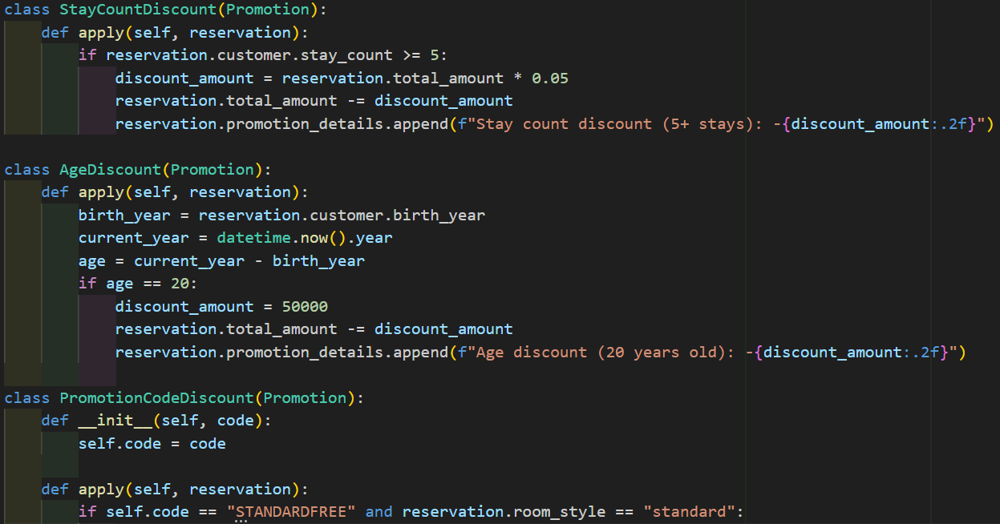 class StayCountDiscount(Promotion):
    def apply(self, reservation):
        if reservation.customer.stay_count >= 5:
            discount_amount = reservation.total_amount * 0.05
            reservation.total_amount -= discount_amount
            reservation.promotion_details.append(f"Stay count discount (5+ stays): -{discount_amount:.2f}")

class AgeDiscount(Promotion):
    def apply(self, reservation):
        birth_year = reservation.customer.birth_year
        current_year = datetime.now().year
        age = current_year - birth_year
        if age == 20:
            discount_amount = 50000
            reservation.total_amount -= discount_amount
            reservation.promotion_details.append(f"Age discount (20 years old): -{discount_amount:.2f}")

class PromotionCodeDiscount(Promotion):
    def __init__(self, code):
        self.code = code

    def apply(self, reservation):
        if self.code == "STANDARDFREE" and reservation.room_style == "standard":